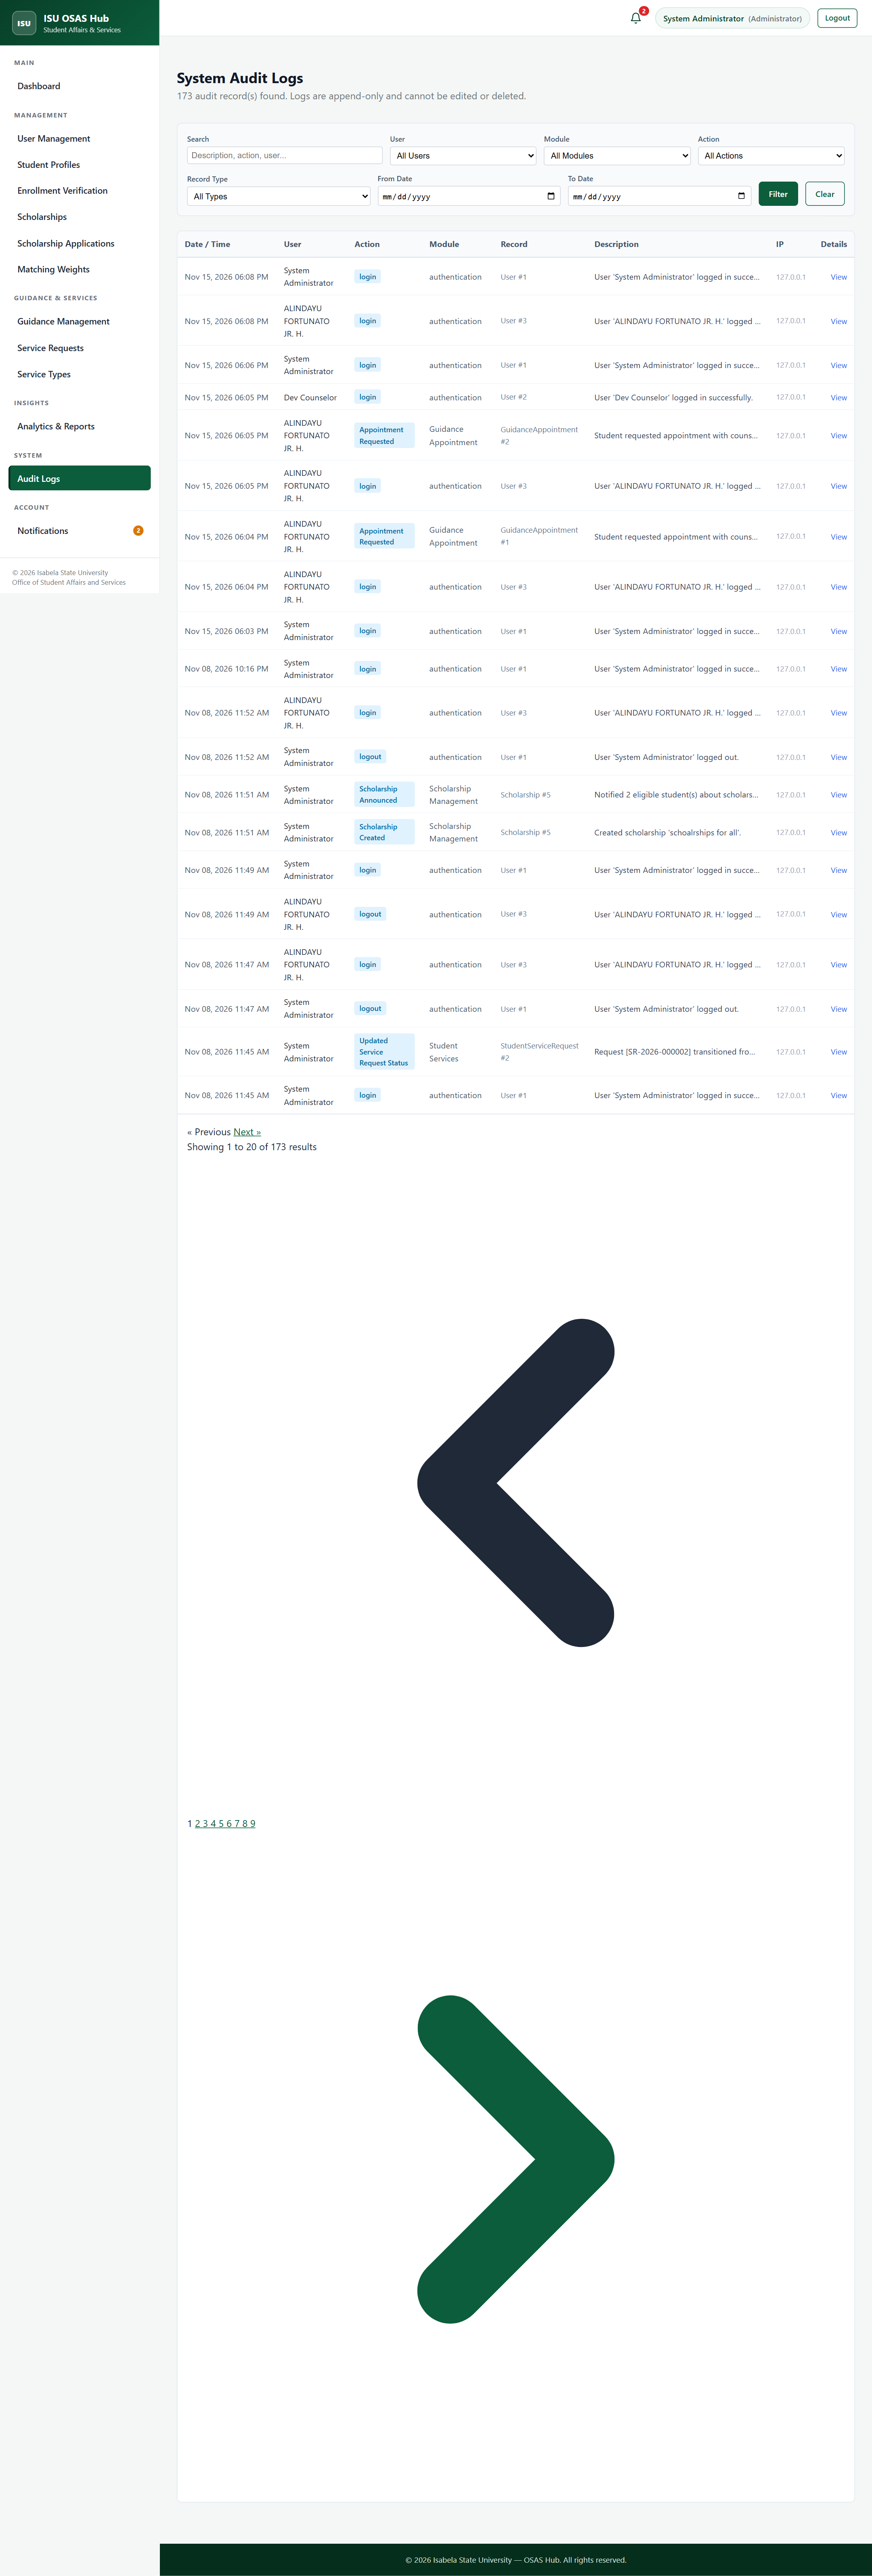 ISU
ISU OSAS Hub
Student Affairs & Services
2
System Administrator (Administrator)
Logout
MAIN
Dashboard
MANAGEMENT
User Management
Student Profiles
Enrollment Verification
Scholarships
Scholarship Applications
Matching Weights
GUIDANCE & SERVICES
Guidance Management
Service Requests
Service Types
INSIGHTS
Analytics & Reports
SYSTEM
Audit Logs
ACCOUNT
Notifications 2
© 2026 Isabela State University
Office of Student Affairs and Services
System Audit Logs
173 audit record(s) found. Logs are append-only and cannot be edited or deleted.
Search User Module Action
Description, action, user... All Users All Modules All Actions
Record Type From Date To Date
All Types mm/dd/yyyy mm/dd/yyyy Filter Clear
Date / Time User Action Module Record Description IP Details
Nov 15, 2026 06:08 PM System Administrator login authentication User #1 User 'System Administrator' logged in succe... 127.0.0.1 View
Nov 15, 2026 06:08 PM ALINDAYU FORTUNATO JR. H. login authentication User #3 User 'ALINDAYU FORTUNATO JR. H.' logged ... 127.0.0.1 View
Nov 15, 2026 06:06 PM System Administrator login authentication User #1 User 'System Administrator' logged in succe... 127.0.0.1 View
Nov 15, 2026 06:05 PM Dev Counselor login authentication User #2 User 'Dev Counselor' logged in successfully. 127.0.0.1 View
Nov 15, 2026 06:05 PM ALINDAYU FORTUNATO JR. H. Appointment Requested Guidance Appointment GuidanceAppointment #2 Student requested appointment with couns... 127.0.0.1 View
Nov 15, 2026 06:05 PM ALINDAYU FORTUNATO JR. H. login authentication User #3 User 'ALINDAYU FORTUNATO JR. H.' logged ... 127.0.0.1 View
Nov 15, 2026 06:04 PM ALINDAYU FORTUNATO JR. H. Appointment Requested Guidance Appointment GuidanceAppointment #1 Student requested appointment with couns... 127.0.0.1 View
Nov 15, 2026 06:04 PM ALINDAYU FORTUNATO JR. H. login authentication User #3 User 'ALINDAYU FORTUNATO JR. H.' logged ... 127.0.0.1 View
Nov 15, 2026 06:03 PM System Administrator login authentication User #1 User 'System Administrator' logged in succe... 127.0.0.1 View
Nov 08, 2026 10:16 PM System Administrator login authentication User #1 User 'System Administrator' logged in succe... 127.0.0.1 View
Nov 08, 2026 11:52 AM ALINDAYU FORTUNATO JR. H. login authentication User #3 User 'ALINDAYU FORTUNATO JR. H.' logged ... 127.0.0.1 View
Nov 08, 2026 11:52 AM System Administrator logout authentication User #1 User 'System Administrator' logged out. 127.0.0.1 View
Nov 08, 2026 11:51 AM System Administrator Scholarship Announced Scholarship Management Scholarship #5 Notified 2 eligible student(s) about scholars... 127.0.0.1 View
Nov 08, 2026 11:51 AM System Administrator Scholarship Created Scholarship Management Scholarship #5 Created scholarship 'schoalrships for all'. 127.0.0.1 View
Nov 08, 2026 11:49 AM System Administrator login authentication User #1 User 'System Administrator' logged in succe... 127.0.0.1 View
Nov 08, 2026 11:49 AM ALINDAYU FORTUNATO JR. H. logout authentication User #3 User 'ALINDAYU FORTUNATO JR. H.' logged ... 127.0.0.1 View
Nov 08, 2026 11:47 AM ALINDAYU FORTUNATO JR. H. login authentication User #3 User 'ALINDAYU FORTUNATO JR. H.' logged ... 127.0.0.1 View
Nov 08, 2026 11:47 AM System Administrator logout authentication User #1 User 'System Administrator' logged out. 127.0.0.1 View
Nov 08, 2026 11:45 AM System Administrator Updated Service Request Status Student Services StudentServiceRequest #2 Request [SR-2026-000002] transitioned fro... 127.0.0.1 View
Nov 08, 2026 11:45 AM System Administrator login authentication User #1 User 'System Administrator' logged in succe... 127.0.0.1 View
« Previous Next »
Showing 1 to 20 of 173 results
1 2 3 4 5 6 7 8 9
© 2026 Isabela State University — OSAS Hub. All rights reserved.